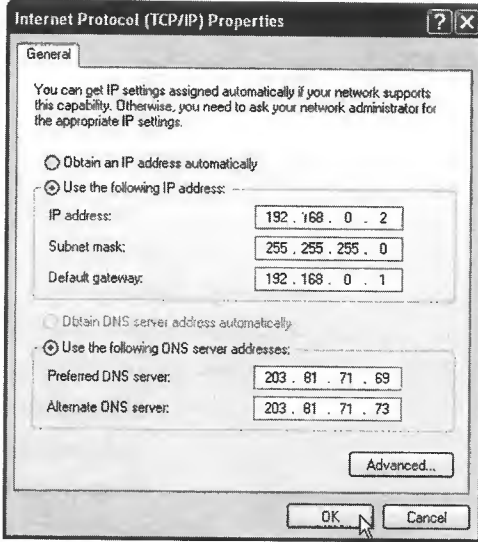 Internet Protocol (TCP/IP) Properties
General
You can get IP settings assigned automatically if your network supports
this capability. Otherwise, you need to ask your network administrator for
the appropriate IP settings.
Obtain an IP address automatically
Use the following IP address:
IP address: 192 . 168 . 0 . 2
Subnet mask: 255 . 255 . 255 . 0
Default gateway: 192 . 168 . 0 . 1
Obtain DNS server address automatically
Use the following DNS server addresses:
Preferred DNS server: 203 . 81 . 71 . 69
Alternate DNS server: 203 . 81 . 71 . 73
Advanced...
OK Cancel